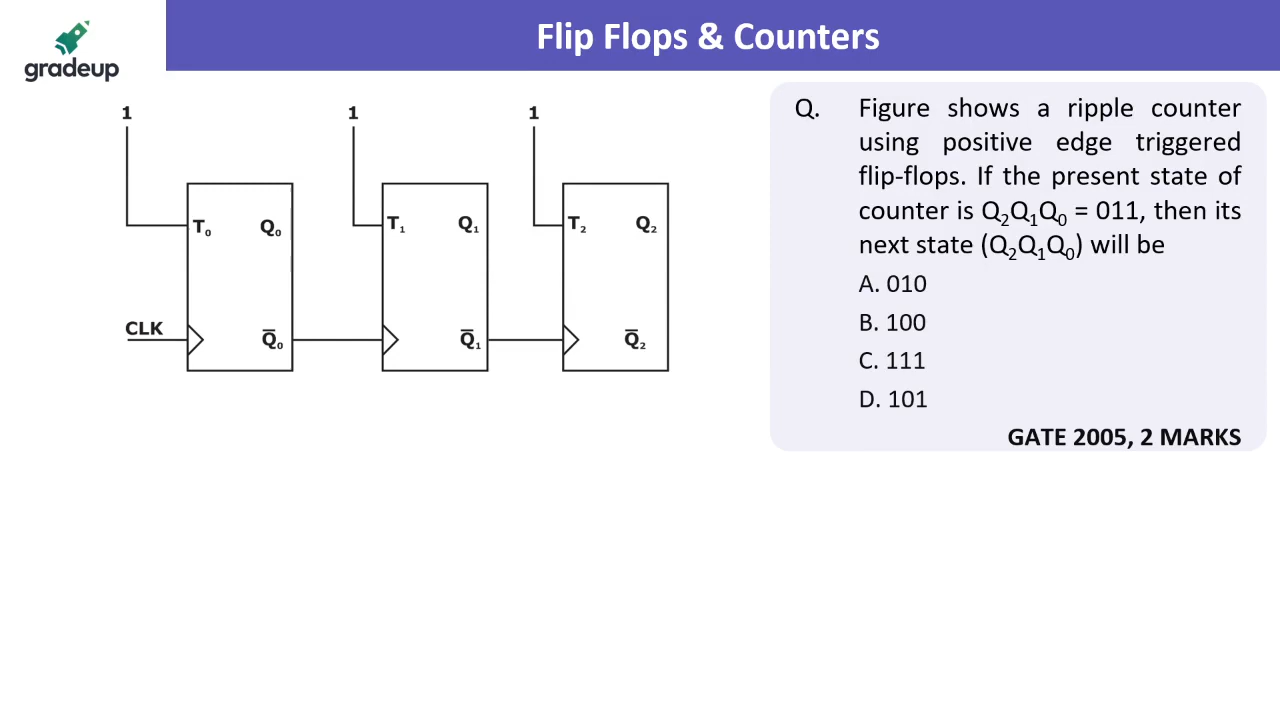 gradeup
Flip Flops & Counters
1
1
1
T₀
Q₀
T₁
Q₁
T₂
Q₂
CLK
Q̅₀
Q̅₁
Q̅₂
Q. Figure shows a ripple counter
using positive edge triggered
flip-flops. If the present state of
counter is Q₂Q₁Q₀ = 011, then its
next state (Q₂Q₁Q₀) will be
A. 010
B. 100
C. 111
D. 101
GATE 2005, 2 MARKS